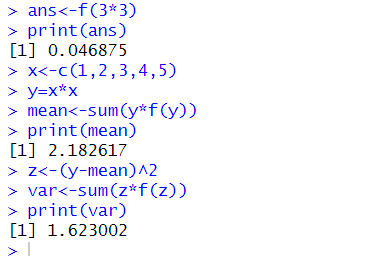 > ans<-f(3*3)
> print(ans)
[1] 0.046875
> x<-c(1,2,3,4,5)
> y=x*x
> mean<-sum(y*f(y))
> print(mean)
[1] 2.182617
> z<-(y-mean)^2
> var<-sum(z*f(z))
> print(var)
[1] 1.623002
>